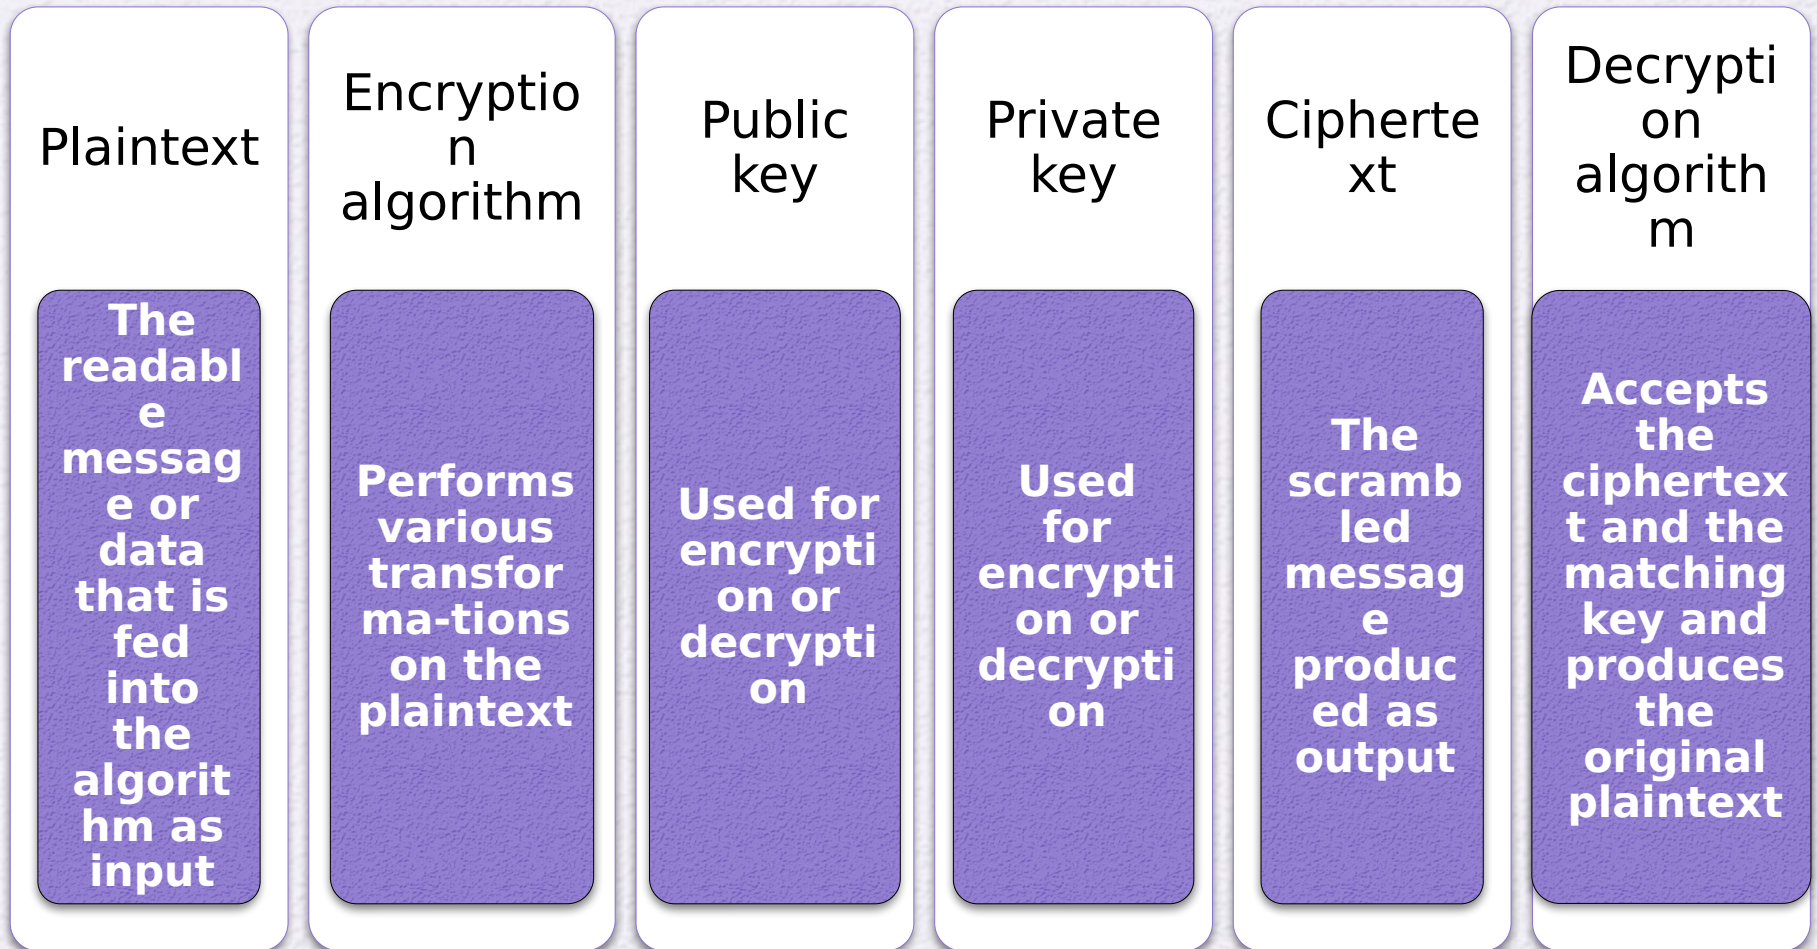 Plaintext
The
readabl
e
messag
e or
data
that is
fed
into
the
algorit
hm as
input
Encryptio
n
algorithm
Performs
various
transfor
ma-tions
on the
plaintext
Public
key
Used for
encrypti
on or
decrypti
on
Private
key
Used
for
encrypti
on or
decrypti
on
Cipherte
xt
The
scramb
led
messag
e
produc
ed as
output
Decrypti
on
algorith
m
Accepts
the
ciphertex
t and the
matching
key and
produces
the
original
plaintext